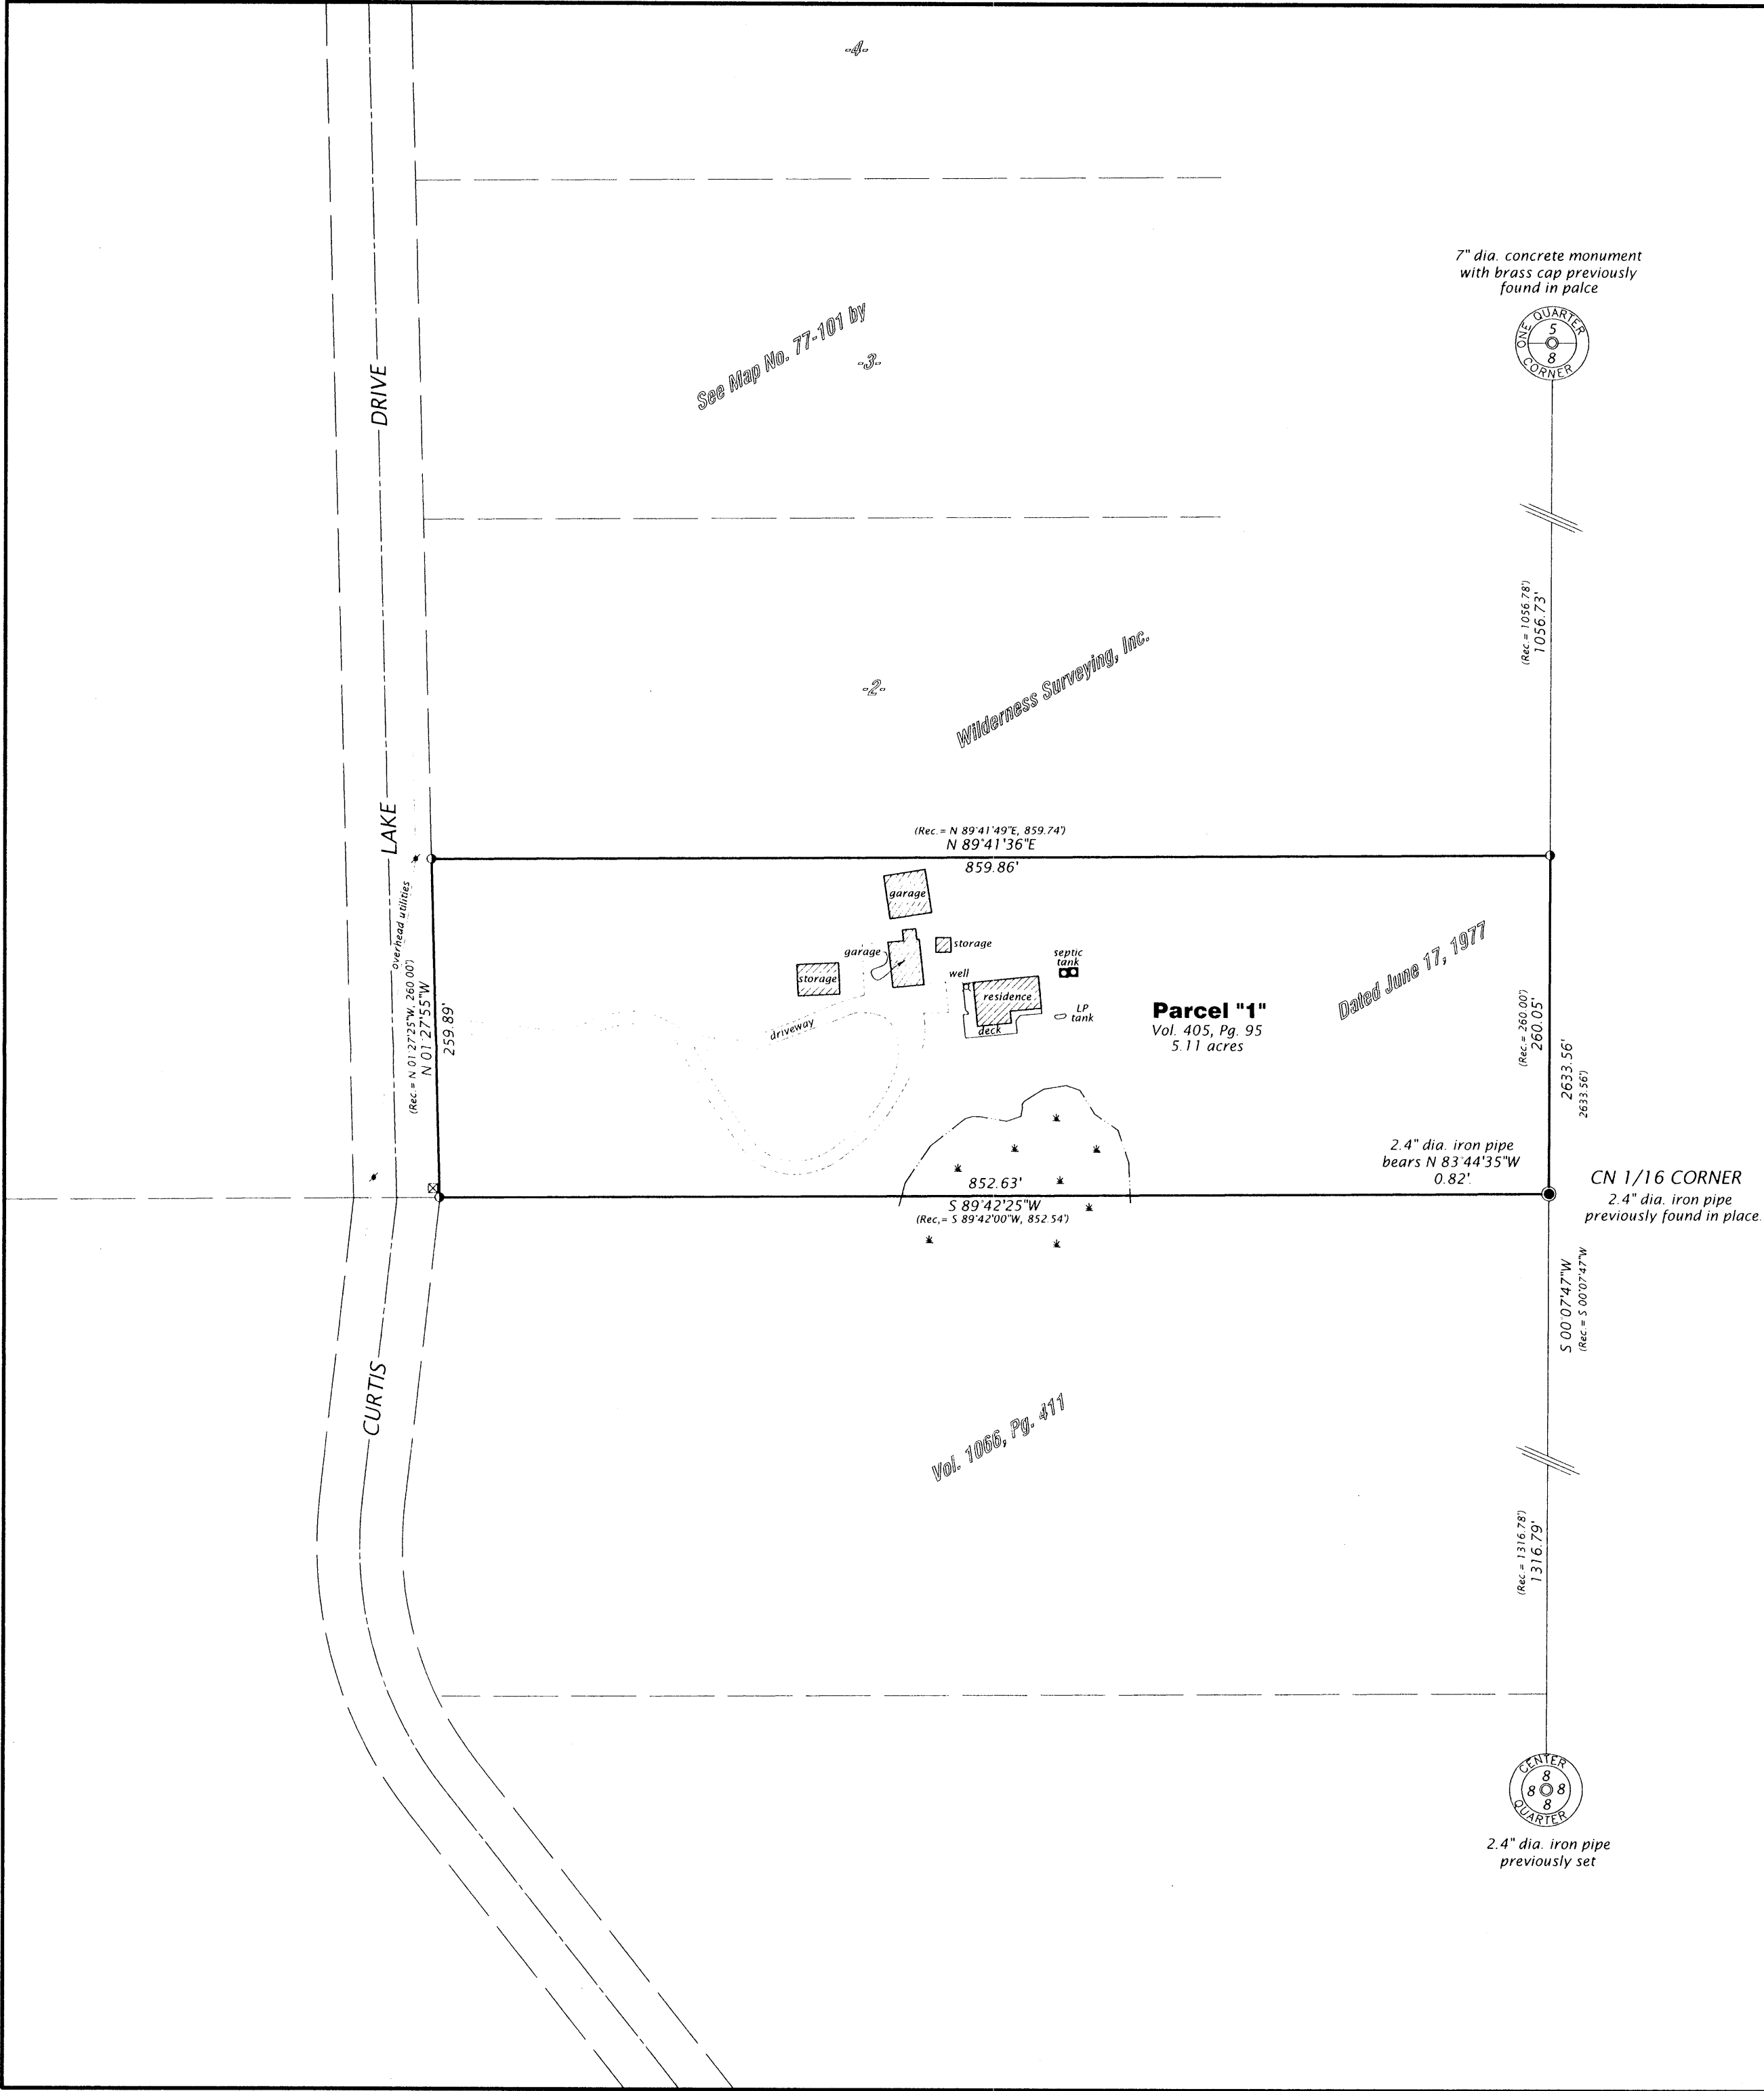 -4-
7" dia. concrete monument
with brass cap previously
found in palce
ONE QUARTER
5
8
CORNER
See Map No. 77-101 by
-3-
DRIVE
(Rec = 1056.78')
1056.73'
Wilderness Surveying, Inc.
-2-
LAKE
(Rec. = N 89°41'49"E, 859.74')
N 89°41'36"E
859.86'
garage
overhead utilities
garage
storage
storage
septic
tank
well
residence
LP
tank
deck
driveway
Parcel "1"
Vol. 405, Pg. 95
5.11 acres
Dated June 17, 1977
(Rec.= N 01°27'25"W, 260.00')
N 01°27'55"W
259.89'
(Rec. = 260.00')
260.05'
2633.56'
2633.56')
2.4" dia. iron pipe
bears N 83°44'35"W
0.82'.
852.63'
S 89°42'25"W
(Rec,= S 89°42'00"W, 852.54')
CN 1/16 CORNER
2.4" dia. iron pipe
previously found in place.
S 00°07'47"W
(Rec.= S 00°07'47"W
CURTIS
Vol. 1066, Pg. 411
(Rec = 1316.78')
1316.79'
CENTER
8
8 8
8
QUARTER
2.4" dia. iron pipe
previously set